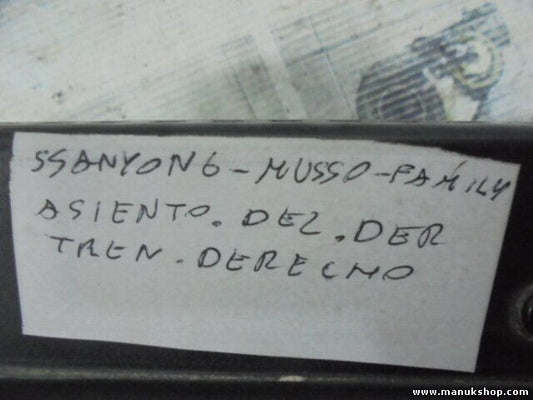 SSANYONG-MUSSO-FAMILY
ASIENTO.DEL.DER
TREN.DERECHO
www.manukshop.com